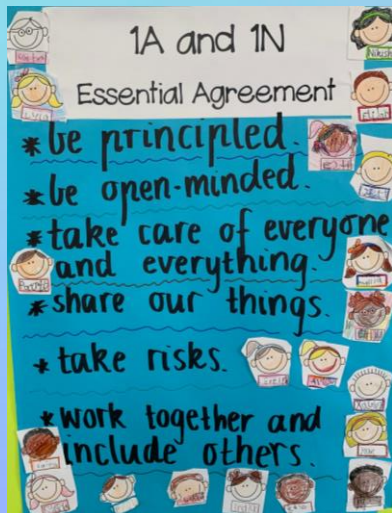 1A and 1N
Essential Agreement
*be principled.
*be open-minded.
*take care of everyone
and everything.
*share our things.
*take risks.
*work together and
include others.